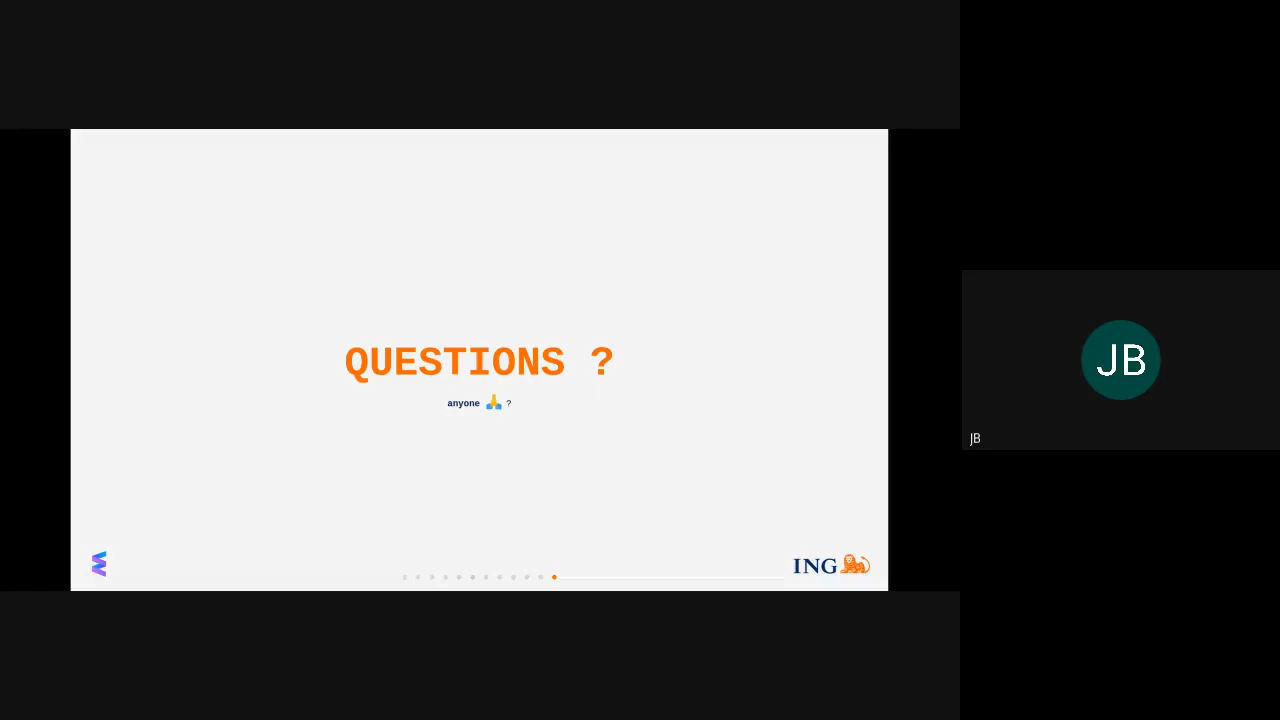 QUESTIONS ?
anyone 🙏 ?
ING
JB
JB